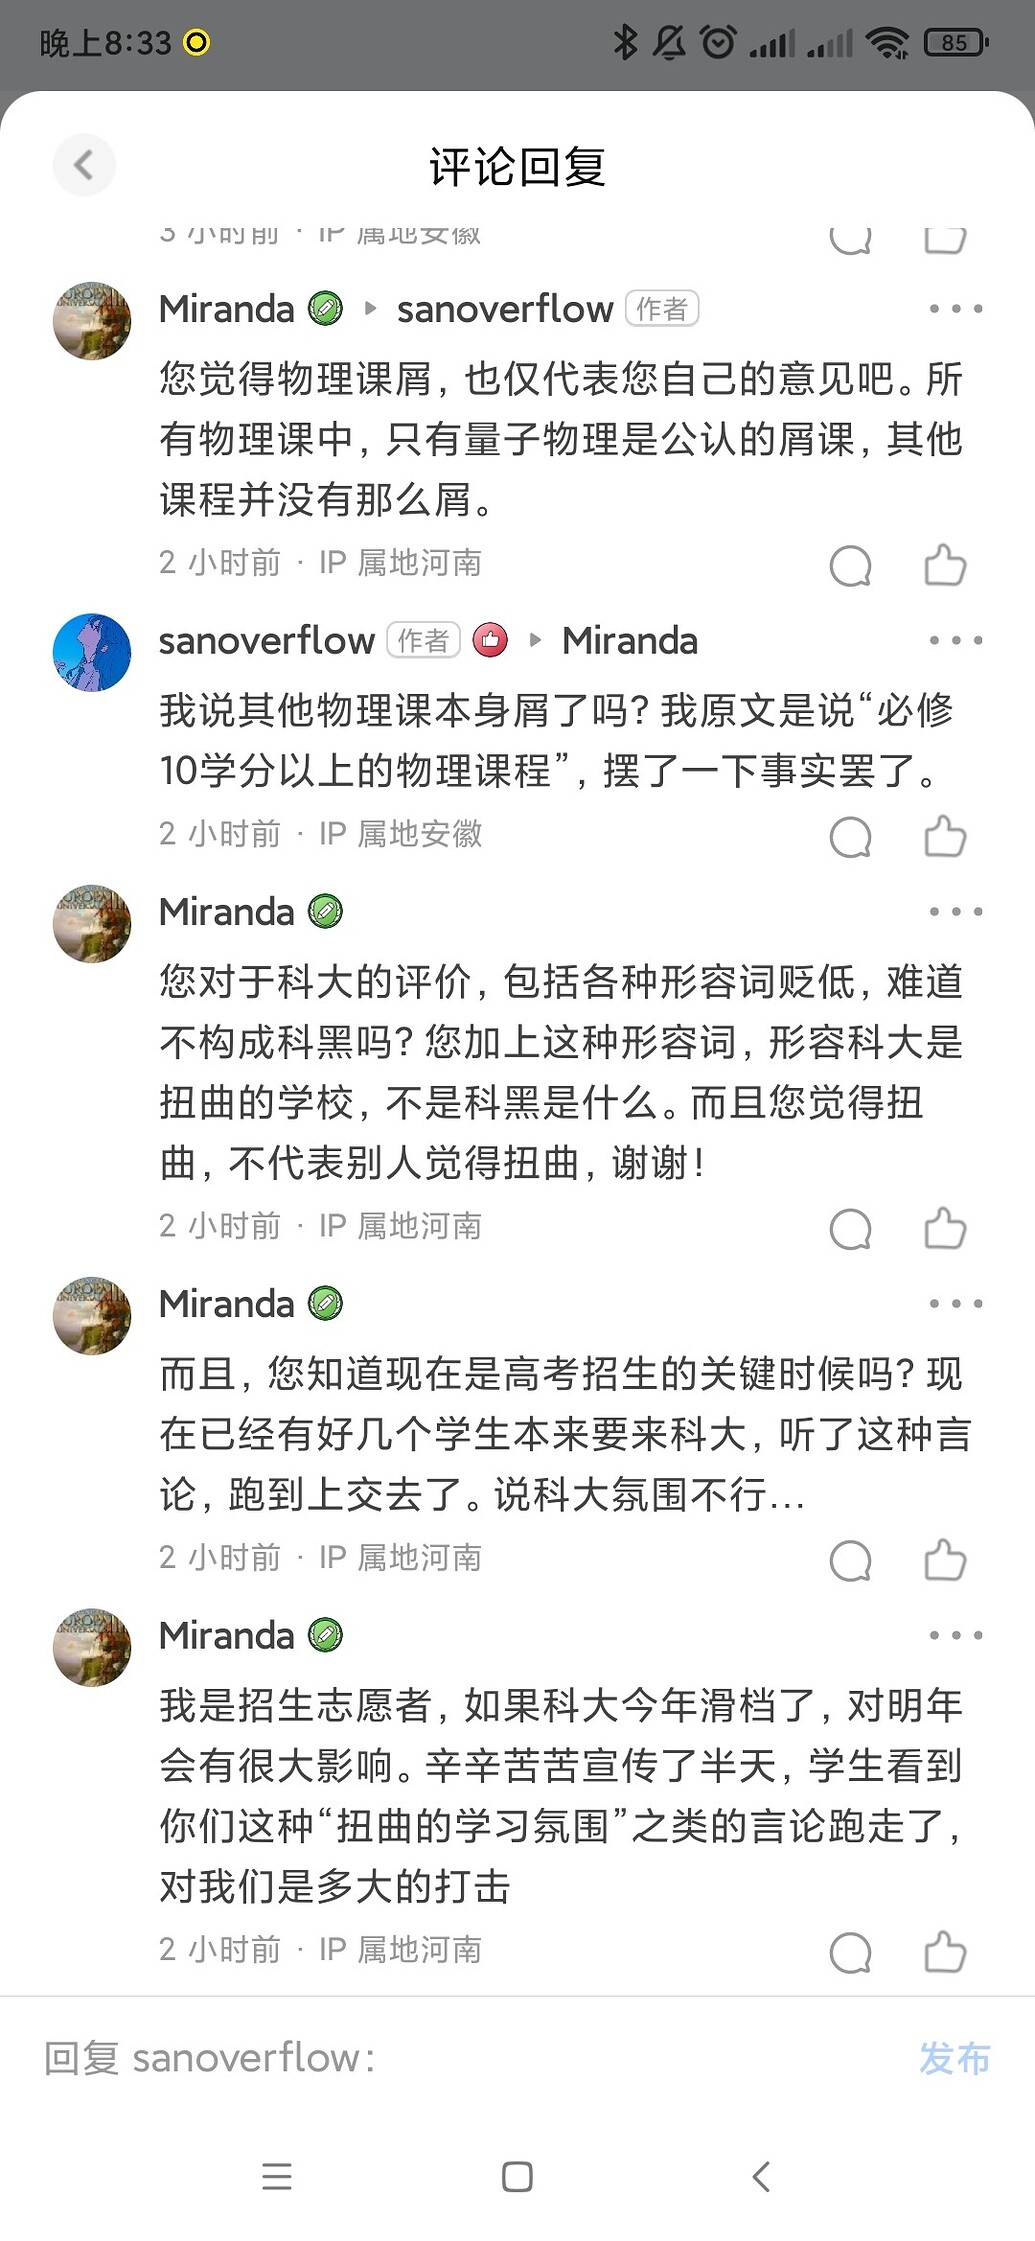 晚上8:33
85
评论回复
3 小时前 · IP 属地安徽
Miranda sanoverflow 作者
您觉得物理课屑，也仅代表您自己的意见吧。所
有物理课中，只有量子物理是公认的屑课，其他
课程并没有那么屑。
2 小时前 · IP 属地河南
sanoverflow 作者 Miranda
我说其他物理课本身屑了吗？我原文是说“必修
10学分以上的物理课程”，摆了一下事实罢了。
2 小时前 · IP 属地安徽
Miranda
您对于科大的评价，包括各种形容词贬低，难道
不构成科黑吗？您加上这种形容词，形容科大是
扭曲的学校，不是科黑是什么。而且您觉得扭
曲，不代表别人觉得扭曲，谢谢！
2 小时前 · IP 属地河南
Miranda
而且，您知道现在是高考招生的关键时候吗？现
在已经有好几个学生本来要来科大，听了这种言
论，跑到上交去了。说科大氛围不行...
2 小时前 · IP 属地河南
Miranda
我是招生志愿者，如果科大今年滑档了，对明年
会有很大影响。辛辛苦苦宣传了半天，学生看到
你们这种“扭曲的学习氛围”之类的言论跑走了，
对我们是多大的打击
2 小时前 · IP 属地河南
回复 sanoverflow： 发布